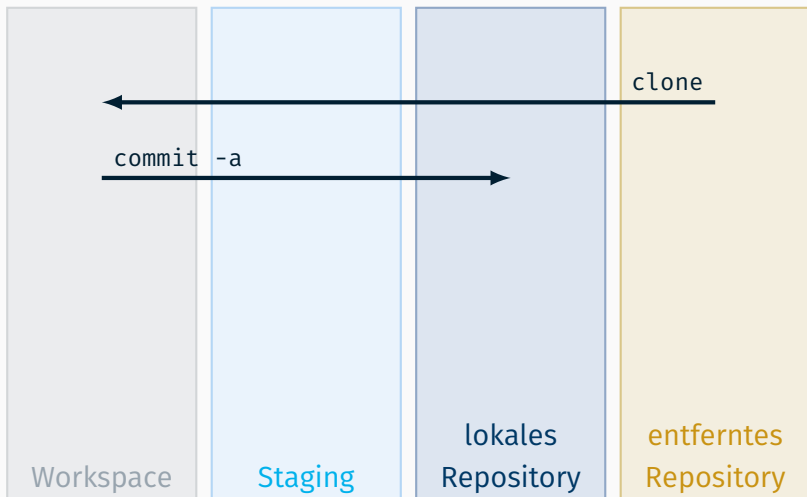 clone
commit -a
Workspace
Staging
lokales
Repository
entferntes
Repository